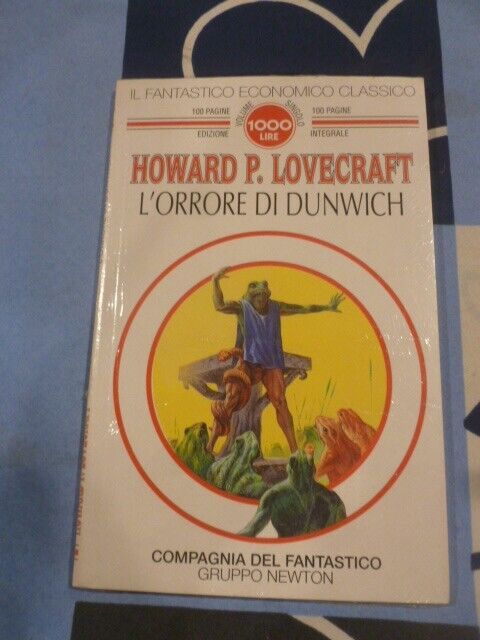 IL FANTASTICO ECONOMICO CLASSICO
100 PAGINE VOLUME SINGOLO 100 PAGINE
1000
EDIZIONE LIRE INTEGRALE
HOWARD P. LOVECRAFT
L'ORRORE DI DUNWICH
COMPAGNIA DEL FANTASTICO
GRUPPO NEWTON